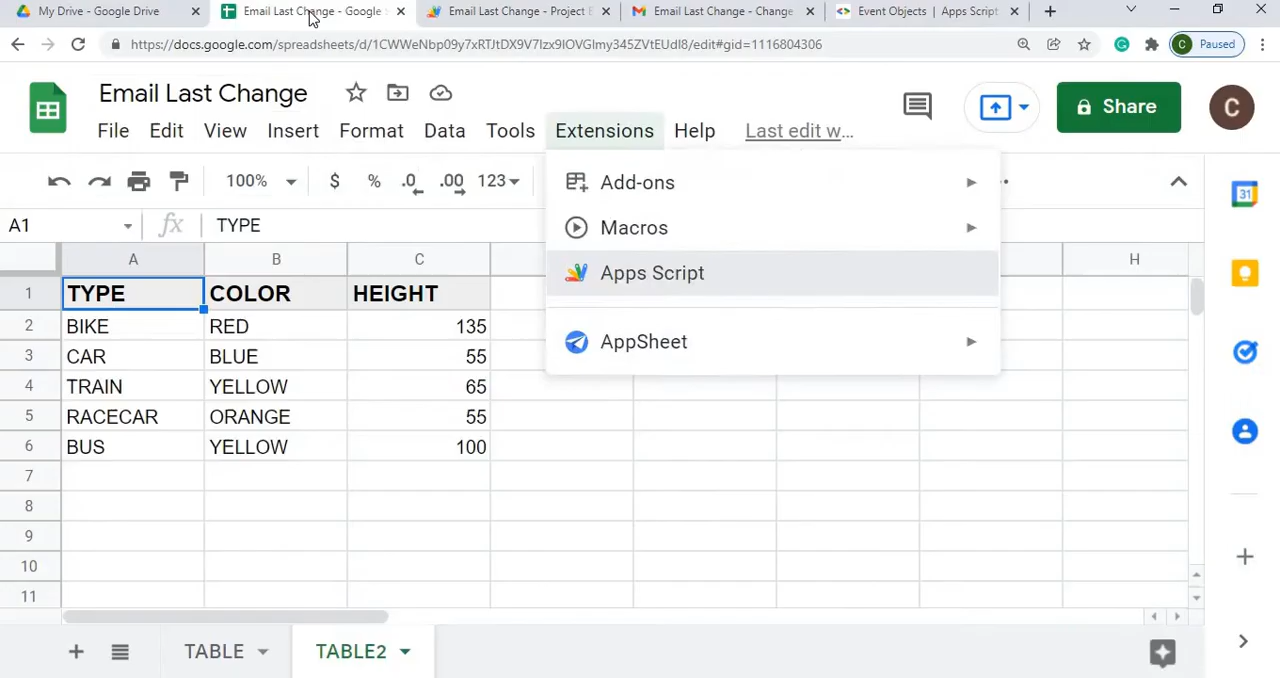 My Drive - Google Drive
Email Last Change - Google
Email Last Change - Project E
Email Last Change - Change
Event Objects | Apps Script
https://docs.google.com/spreadsheets/d/1CWWeNbp09y7xRTJtDX9V7Izx9IOVGlmy345ZVtEUdI8/edit#gid=1116804306
C Paused
Email Last Change
Share
C
File Edit View Insert Format Data Tools Extensions Help Last edit w...
100% $ % .0 .00 123
A1 fx TYPE
Add-ons
Macros
Apps Script
AppSheet
31
A B C H
1 TYPE COLOR HEIGHT
2 BIKE RED 135
3 CAR BLUE 55
4 TRAIN YELLOW 65
5 RACECAR ORANGE 55
6 BUS YELLOW 100
7
8
9
10
11
TABLE TABLE2